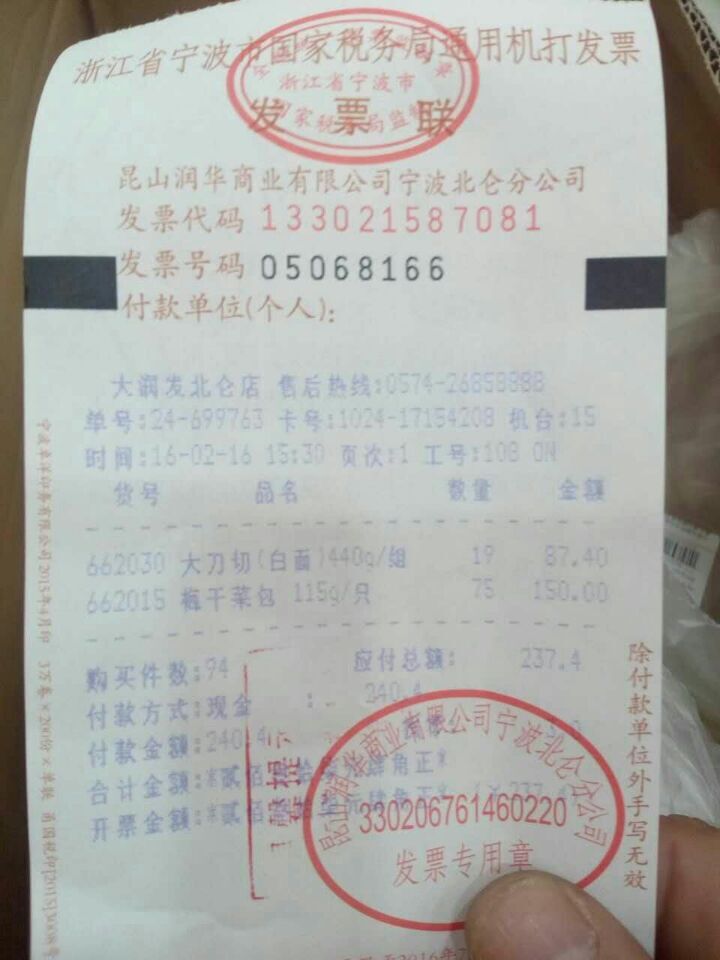 浙江省宁波市国家税务局通用机打发票
浙江省宁波市
发票联
国家税务局监制
昆山润华商业有限公司宁波北仑分公司
发票代码 133021587081
发票号码 05068166
付款单位(个人):
大润发北仑店 售后热线:0574-26858888
单号:24-699763 卡号:1024-17154208 机台:15
时间:16-02-16 15:30 页次:1 工号:108 ON
货号 品名 数量 金额
662030 大刀切(白面)440g/组 19 87.40
662015 梅干菜包 115g/只 75 150.00
购买件数:94 应付总额: 237.4
付款方式:现金 : 240.4
付款金额:240.4
合计金额:*贰佰 肆角正*
开票金额:*贰佰
昆山润华商业有限公司宁波北仑分公司
330206761460220
发票专用章
除付款单位外手写无效